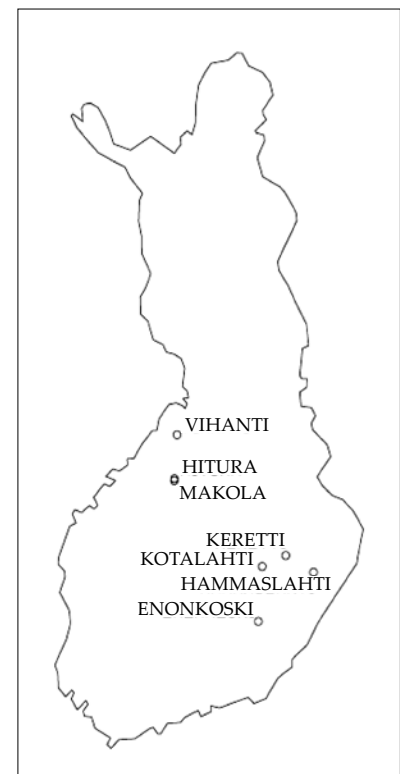 VIHANTI
HITURA
MAKOLA
KERETTI
KOTALAHTI
HAMMASLAHTI
ENONKOSKI